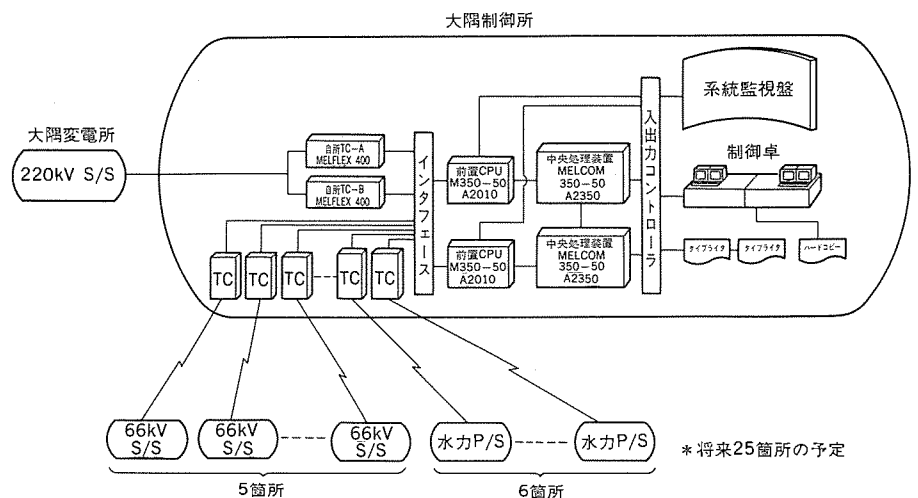 大隅制御所
系統監視盤
大隅変電所
220kV S/S
自所TC-A
MELFLEX 400
自所TC-B
MELFLEX 400
インタフェース
前置CPU
M350-50
A2010
中央処理装置
MELCOM
350-50
A2350
入出力コントローラ
制御卓
前置CPU
M350-50
A2010
中央処理装置
MELCOM
350-50
A2350
タイプライタ
タイプライタ
ハードコピー
TC
TC
TC
TC
TC
66kV
S/S
66kV
S/S
66kV
S/S
水力P/S
水力P/S
*将来25箇所の予定
5箇所
6箇所